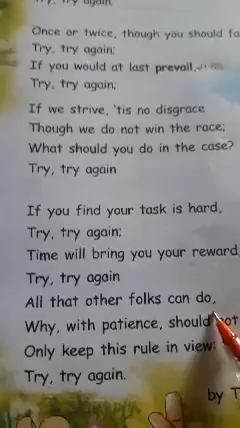 Try, try again.
Once or twice, though you should fa
Try, try again;
If you would at last prevail,
Try, try again;
If we strive, 'tis no disgrace
Though we do not win the race;
What should you do in the case?
Try, try again
If you find your task is hard,
Try, try again;
Time will bring you your reward,
Try, try again
All that other folks can do,
Why, with patience, should not
Only keep this rule in view:
Try, try again.
by T